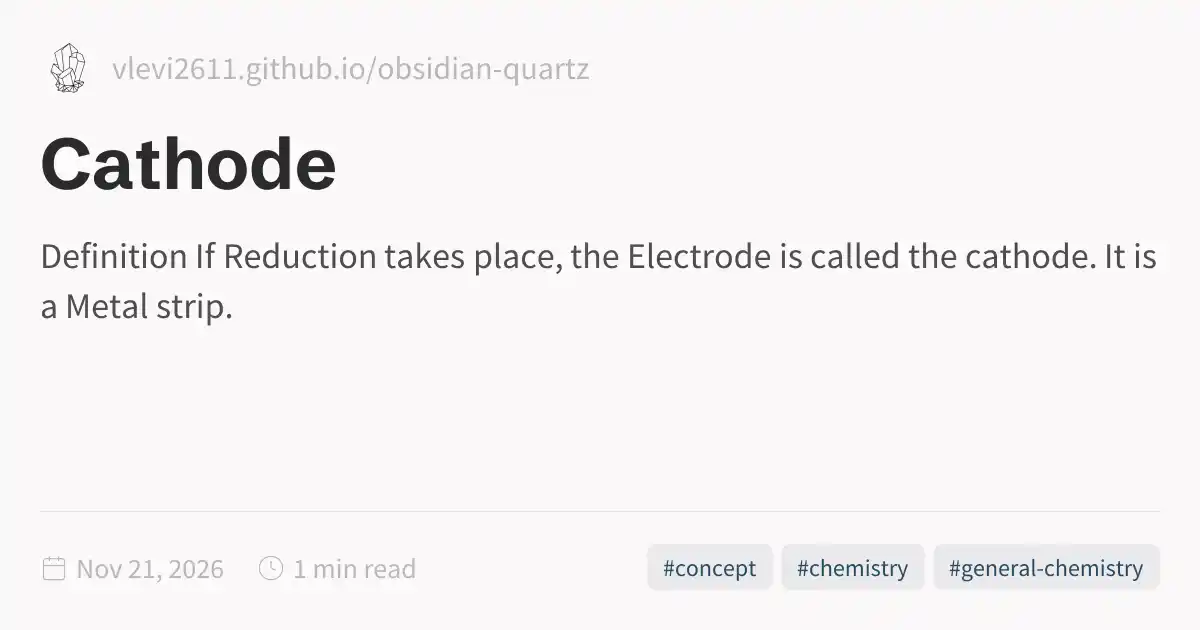 vlevi2611.github.io/obsidian-quartz
Cathode
Definition If Reduction takes place, the Electrode is called the cathode. It is
a Metal strip.
Nov 21, 2026 1 min read #concept #chemistry #general-chemistry